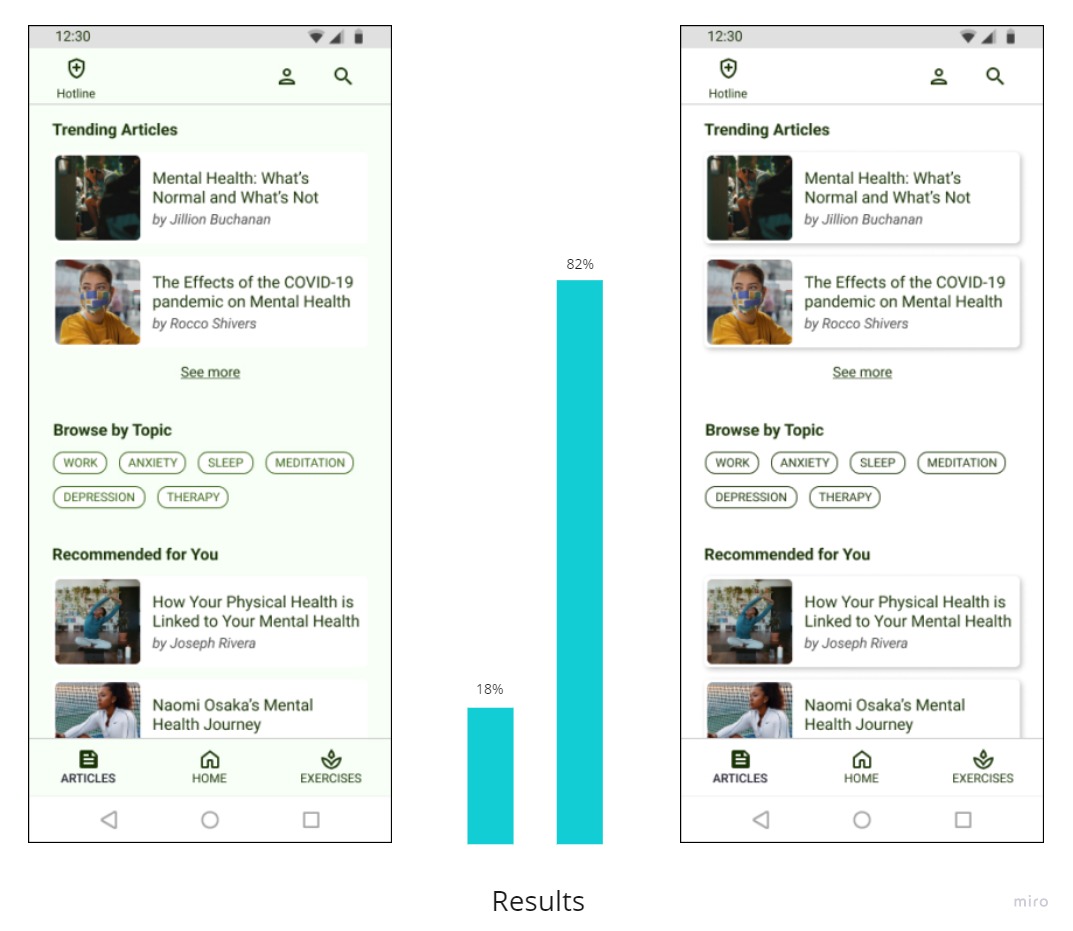 12:30
Hotline
Trending Articles
Mental Health: What's
Normal and What's Not
by Jillion Buchanan
The Effects of the COVID-19
pandemic on Mental Health
by Rocco Shivers
See more
Browse by Topic
WORK ANXIETY SLEEP MEDITATION
DEPRESSION THERAPY
Recommended for You
How Your Physical Health is
Linked to Your Mental Health
by Joseph Rivera
Naomi Osaka's Mental
Health Journey
ARTICLES HOME EXERCISES
18%
82%
Results
12:30
Hotline
Trending Articles
Mental Health: What's
Normal and What's Not
by Jillion Buchanan
The Effects of the COVID-19
pandemic on Mental Health
by Rocco Shivers
See more
Browse by Topic
WORK ANXIETY SLEEP MEDITATION
DEPRESSION THERAPY
Recommended for You
How Your Physical Health is
Linked to Your Mental Health
by Joseph Rivera
Naomi Osaka's Mental
Health Journey
ARTICLES HOME EXERCISES
miro